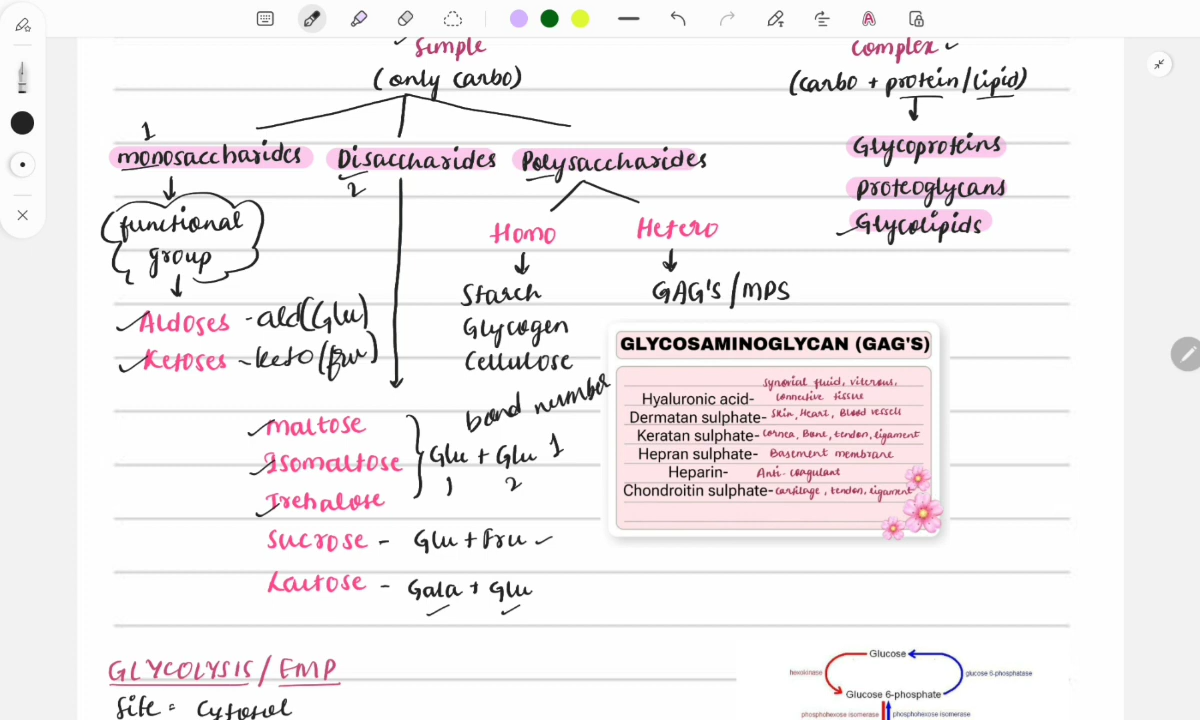 Simple
(only carbo)
Complex
(carbo + protein/lipid)
1
monosaccharides
Disaccharides
2
Polysaccharides
Glycoproteins
Proteoglycans
Glycolipids
functional
group
Homo
Hetero
Starch
Glycogen
Cellulose
GAG'S/MPS
Aldoses - ald(Glu)
Ketoses - keto(fru)
bond number
Maltose
Isomaltose
Trehalose
Glu + Glu 1
1 2
Sucrose - Glu + Fru
Lactose - Gala + Glu
GLYCOSAMINOGLYCAN (GAG'S)
synovial fluid, viterous,
Hyaluronic acid- connective tissue
Dermatan sulphate- Skin, Heart, Blood vessell
Keratan sulphate- cornea, Bone, tendon, ligament
Hepran sulphate- Basement membrane
Heparin- Anti-coagulant
Chondroitin sulphate- cartilage, tendon, ligament
GLYCOLYSIS/EMP
Site = Cytosol
Glucose
hexokinase
glucose 6-phosphatase
Glucose 6-phosphate
phosphohexose isomerase
phosphohexose isomerase